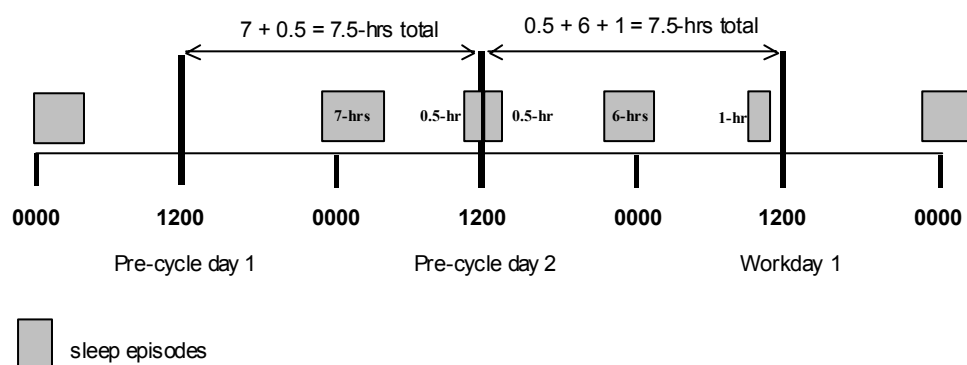 7 + 0.5 = 7.5-hrs total 0.5 + 6 + 1 = 7.5-hrs total
7-hrs 0.5-hr 0.5-hr 6-hrs 1-hr
0000 1200 0000 1200 0000 1200 0000
Pre-cycle day 1 Pre-cycle day 2 Workday 1
sleep episodes